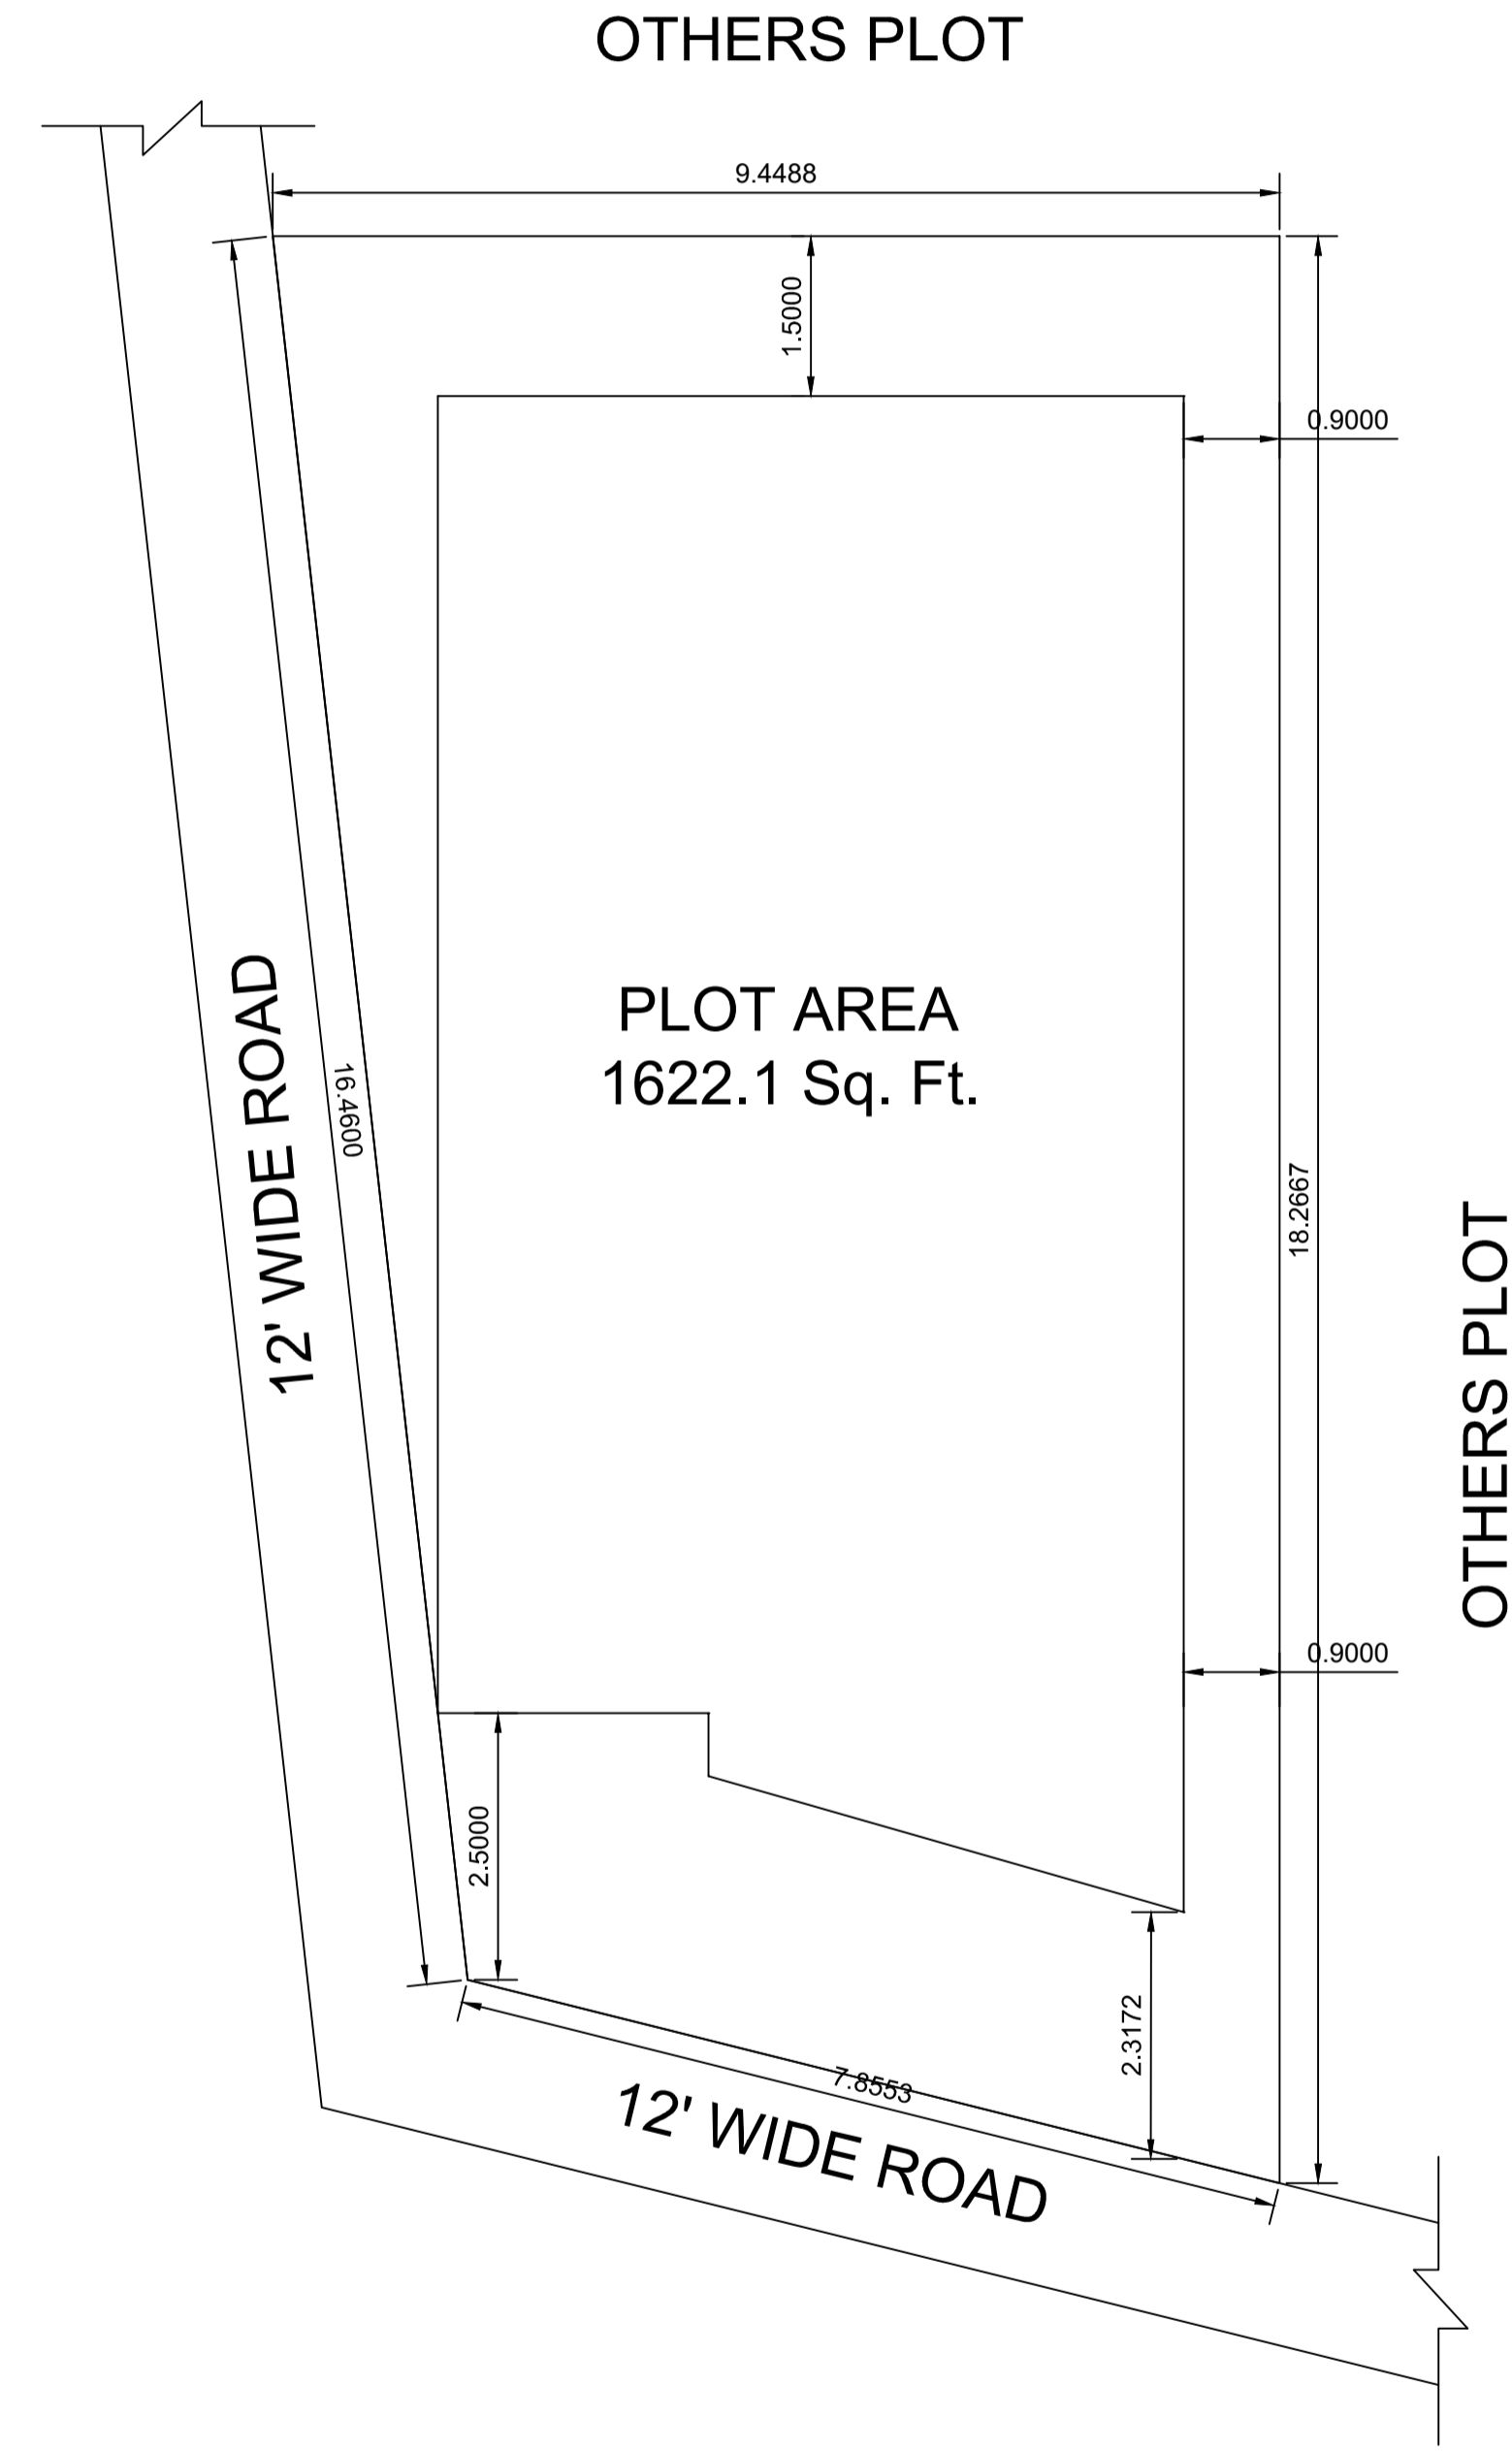 OTHERS PLOT
9.4488
1.5000
0.9000
PLOT AREA
1622.1 Sq. Ft.
12' WIDE ROAD
16.4600
18.2667
OTHERS PLOT
0.9000
2.5000
2.3172
7.8553
12' WIDE ROAD